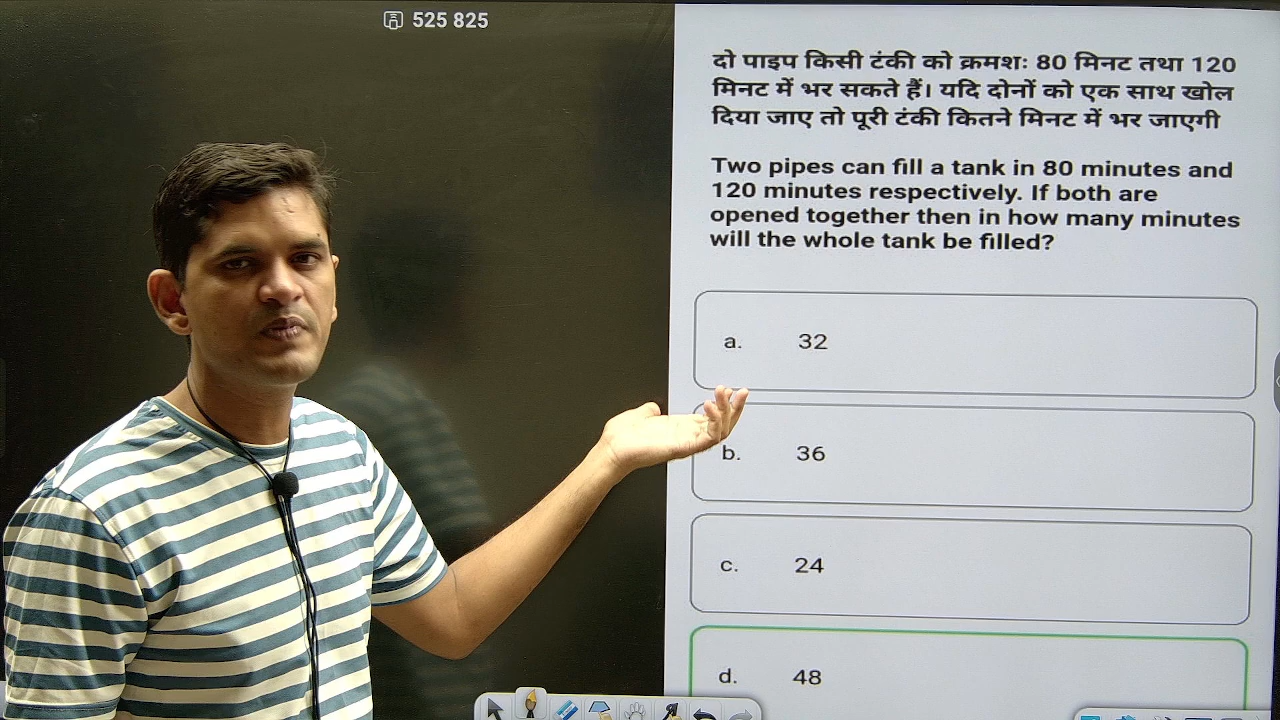 525 825
दो पाइप किसी टंकी को क्रमशः 80 मिनट तथा 120
मिनट में भर सकते हैं। यदि दोनों को एक साथ खोल
दिया जाए तो पूरी टंकी कितने मिनट में भर जाएगी
Two pipes can fill a tank in 80 minutes and
120 minutes respectively. If both are
opened together then in how many minutes
will the whole tank be filled?
a. 32
b. 36
c. 24
d. 48